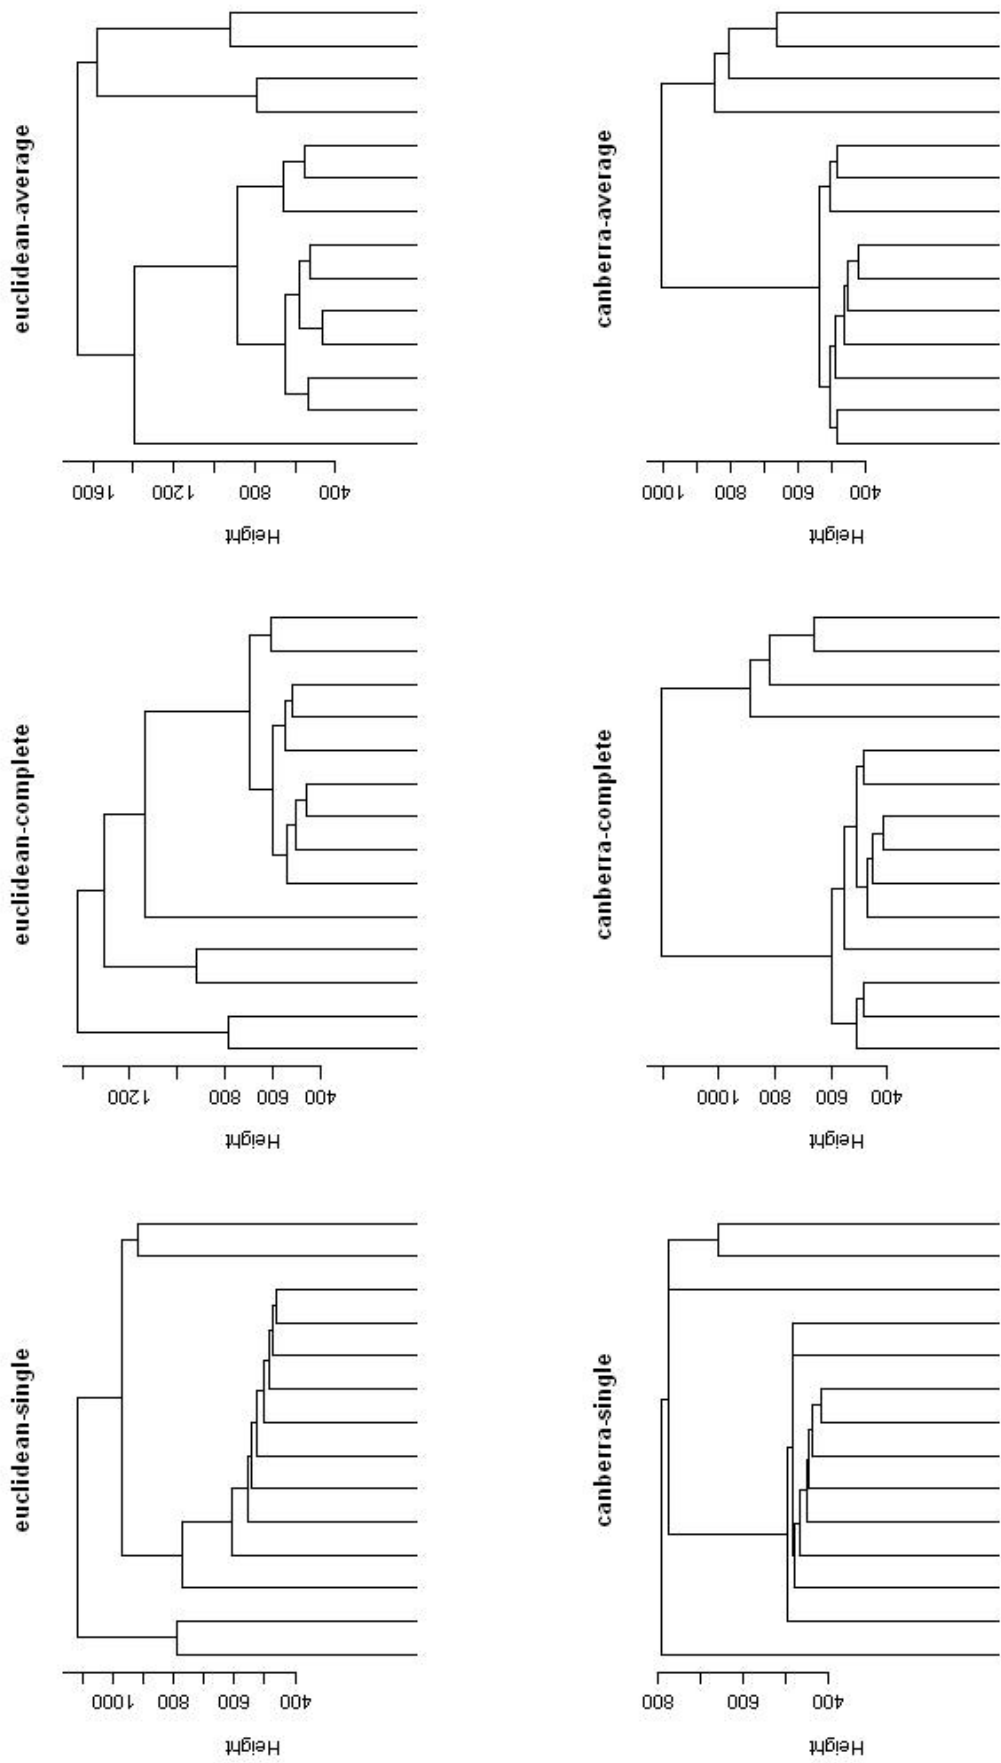 euclidean-single
Height
400
600
800
1000
euclidean-complete
Height
400
600
800
1200
euclidean-average
Height
400
800
1200
1600
canberra-single
Height
400
600
800
canberra-complete
Height
400
600
800
1000
canberra-average
Height
400
600
800
1000